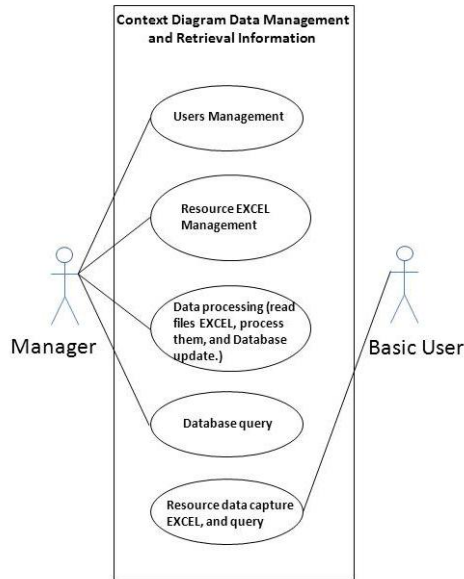 Context Diagram Data Management
and Retrieval Information
Users Management
Resource EXCEL
Management
Data processing (read
files EXCEL, process
them, and Database
update.)
Manager
Basic User
Database query
Resource data capture
EXCEL, and query